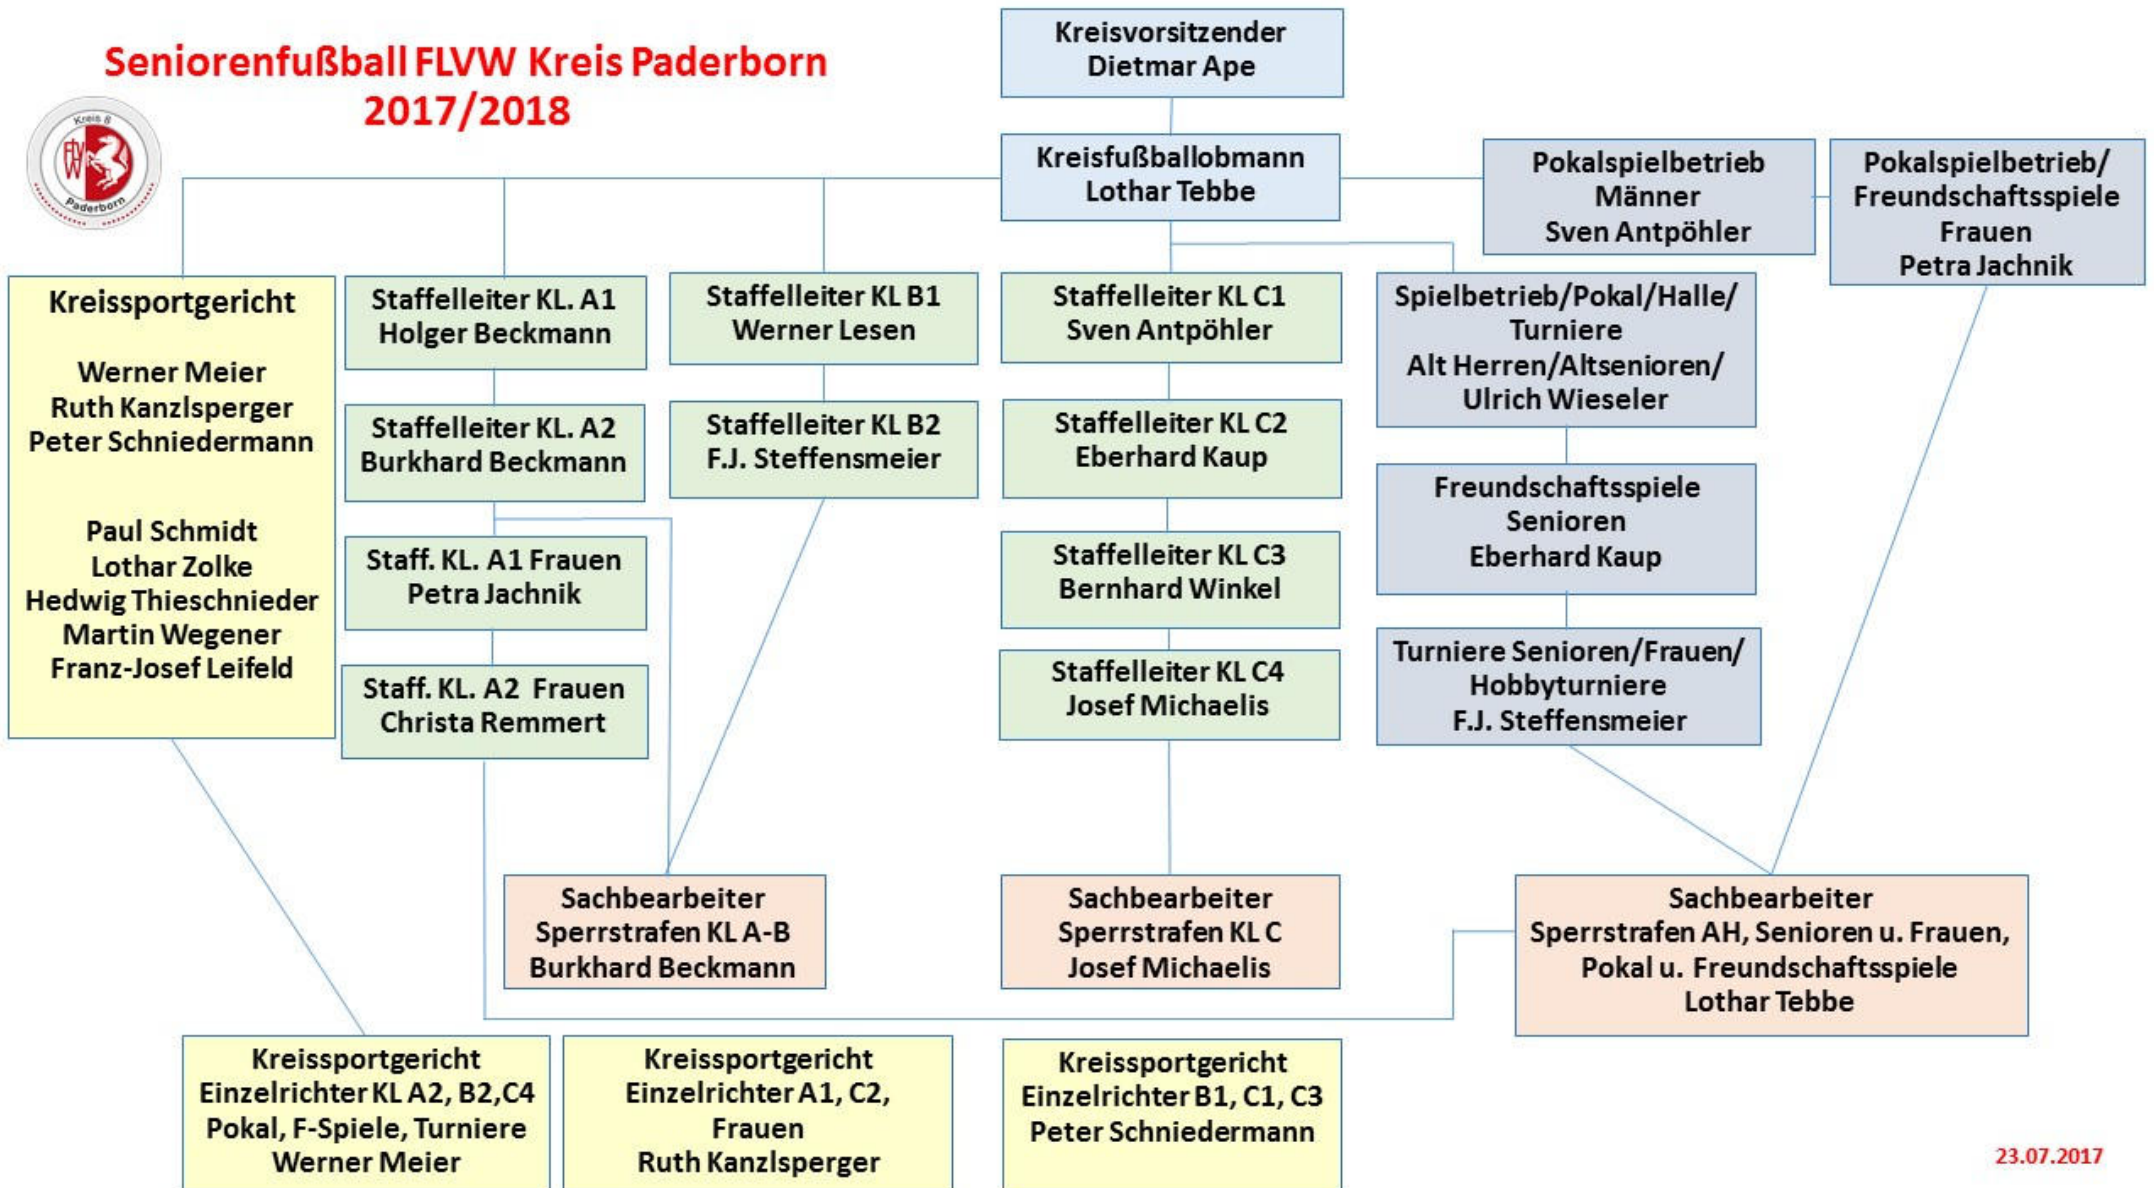 Seniorenfußball FLVW Kreis Paderborn
2017/2018
Kreis 8
FLVW
Paderborn
Kreisvorsitzender
Dietmar Ape
Kreisfußballobmann
Lothar Tebbe
Pokalspielbetrieb
Männer
Sven Antpöhler
Pokalspielbetrieb/
Freundschaftsspiele
Frauen
Petra Jachnik
Kreissportgericht
Werner Meier
Ruth Kanzlsperger
Peter Schniedermann
Paul Schmidt
Lothar Zolke
Hedwig Thieschnieder
Martin Wegener
Franz-Josef Leifeld
Staffelleiter KL. A1
Holger Beckmann
Staffelleiter KL. A2
Burkhard Beckmann
Staff. KL. A1 Frauen
Petra Jachnik
Staff. KL. A2 Frauen
Christa Remmert
Staffelleiter KL B1
Werner Lesen
Staffelleiter KL B2
F.J. Steffensmeier
Staffelleiter KL C1
Sven Antpöhler
Staffelleiter KL C2
Eberhard Kaup
Staffelleiter KL C3
Bernhard Winkel
Staffelleiter KL C4
Josef Michaelis
Spielbetrieb/Pokal/Halle/
Turniere
Alt Herren/Altsenioren/
Ulrich Wieseler
Freundschaftsspiele
Senioren
Eberhard Kaup
Turniere Senioren/Frauen/
Hobbyturniere
F.J. Steffensmeier
Sachbearbeiter
Sperrstrafen KL A-B
Burkhard Beckmann
Sachbearbeiter
Sperrstrafen KL C
Josef Michaelis
Sachbearbeiter
Sperrstrafen AH, Senioren u. Frauen,
Pokal u. Freundschaftsspiele
Lothar Tebbe
Kreissportgericht
Einzelrichter KL A2, B2,C4
Pokal, F-Spiele, Turniere
Werner Meier
Kreissportgericht
Einzelrichter A1, C2,
Frauen
Ruth Kanzlsperger
Kreissportgericht
Einzelrichter B1, C1, C3
Peter Schniedermann
23.07.2017